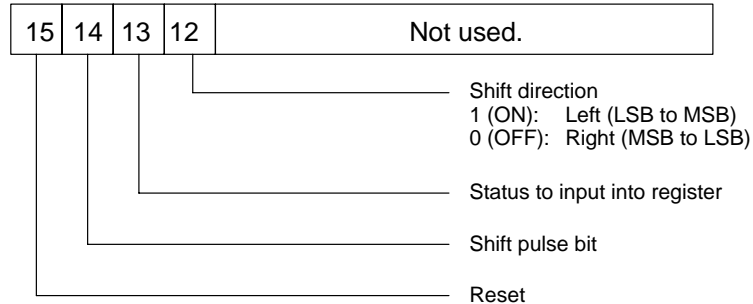 15 14 13 12 Not used.
Shift direction
1 (ON): Left (LSB to MSB)
0 (OFF): Right (MSB to LSB)
Status to input into register
Shift pulse bit
Reset